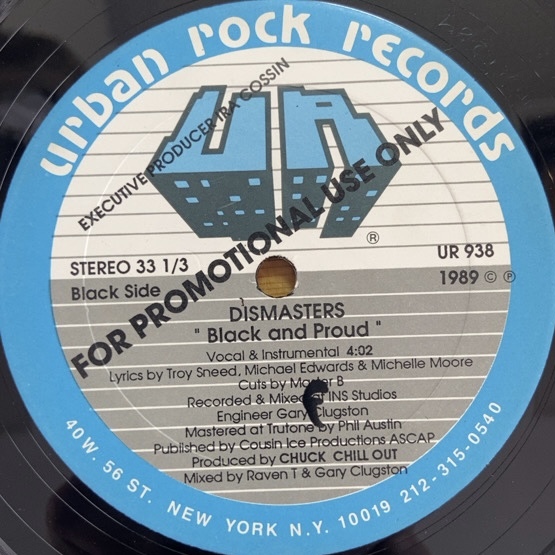 urban rock records
EXECUTIVE PRODUCER IRA COSSIN
UR
®
FOR PROMOTIONAL USE ONLY
STEREO 33 1/3
UR 938
Black Side
1989 © ℗
DISMASTERS
" Black and Proud "
Vocal & Instrumental 4:02
Lyrics by Troy Sneed, Michael Edwards & Michelle Moore
Cuts by Master B
Recorded & Mixed at INS Studios
Engineer Gary Clugston
Mastered at Trutone by Phil Austin
Published by Cousin Ice Productions ASCAP
Produced by CHUCK CHILL OUT
Mixed by Raven T & Gary Clugston
40 W. 56 ST. NEW YORK N.Y. 10019 212-315-0540